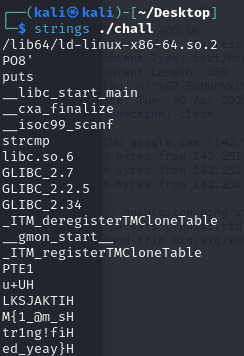 ┌──(kali㉿kali)-[~/Desktop]
└─$ strings ./chall
/lib64/ld-linux-x86-64.so.2
PO8'
puts
__libc_start_main
__cxa_finalize
__isoc99_scanf
strcmp
libc.so.6
GLIBC_2.7
GLIBC_2.2.5
GLIBC_2.34
_ITM_deregisterTMCloneTable
__gmon_start__
_ITM_registerTMCloneTable
PTE1
u+UH
LKSJAKTIH
M{1_@m_sH
tr1ng!fiH
ed_yeay}H